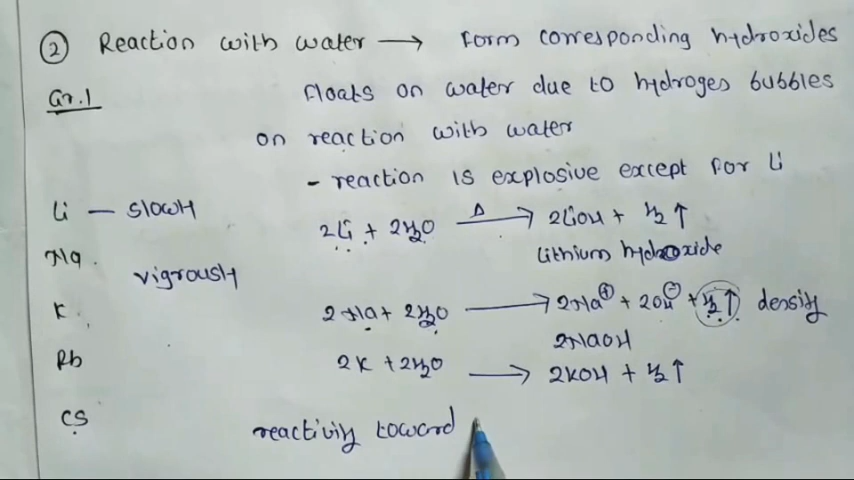 ② Reaction with water → Form corresponding hydroxides
Gr.1 Floats on water due to hydroges bubbles
on reaction with water
- reaction is explosive except for Li
Li — slowly 2Li + 2H2O —Δ→ 2LiOH + H2↑
Lithium hydroxide
Na vigrously
K 2Na + 2H2O → 2Na⊕ + 2OH⊖ + H2↑ density
2NaOH
Rb 2K + 2H2O → 2KOH + H2↑
Cs reactivity toward